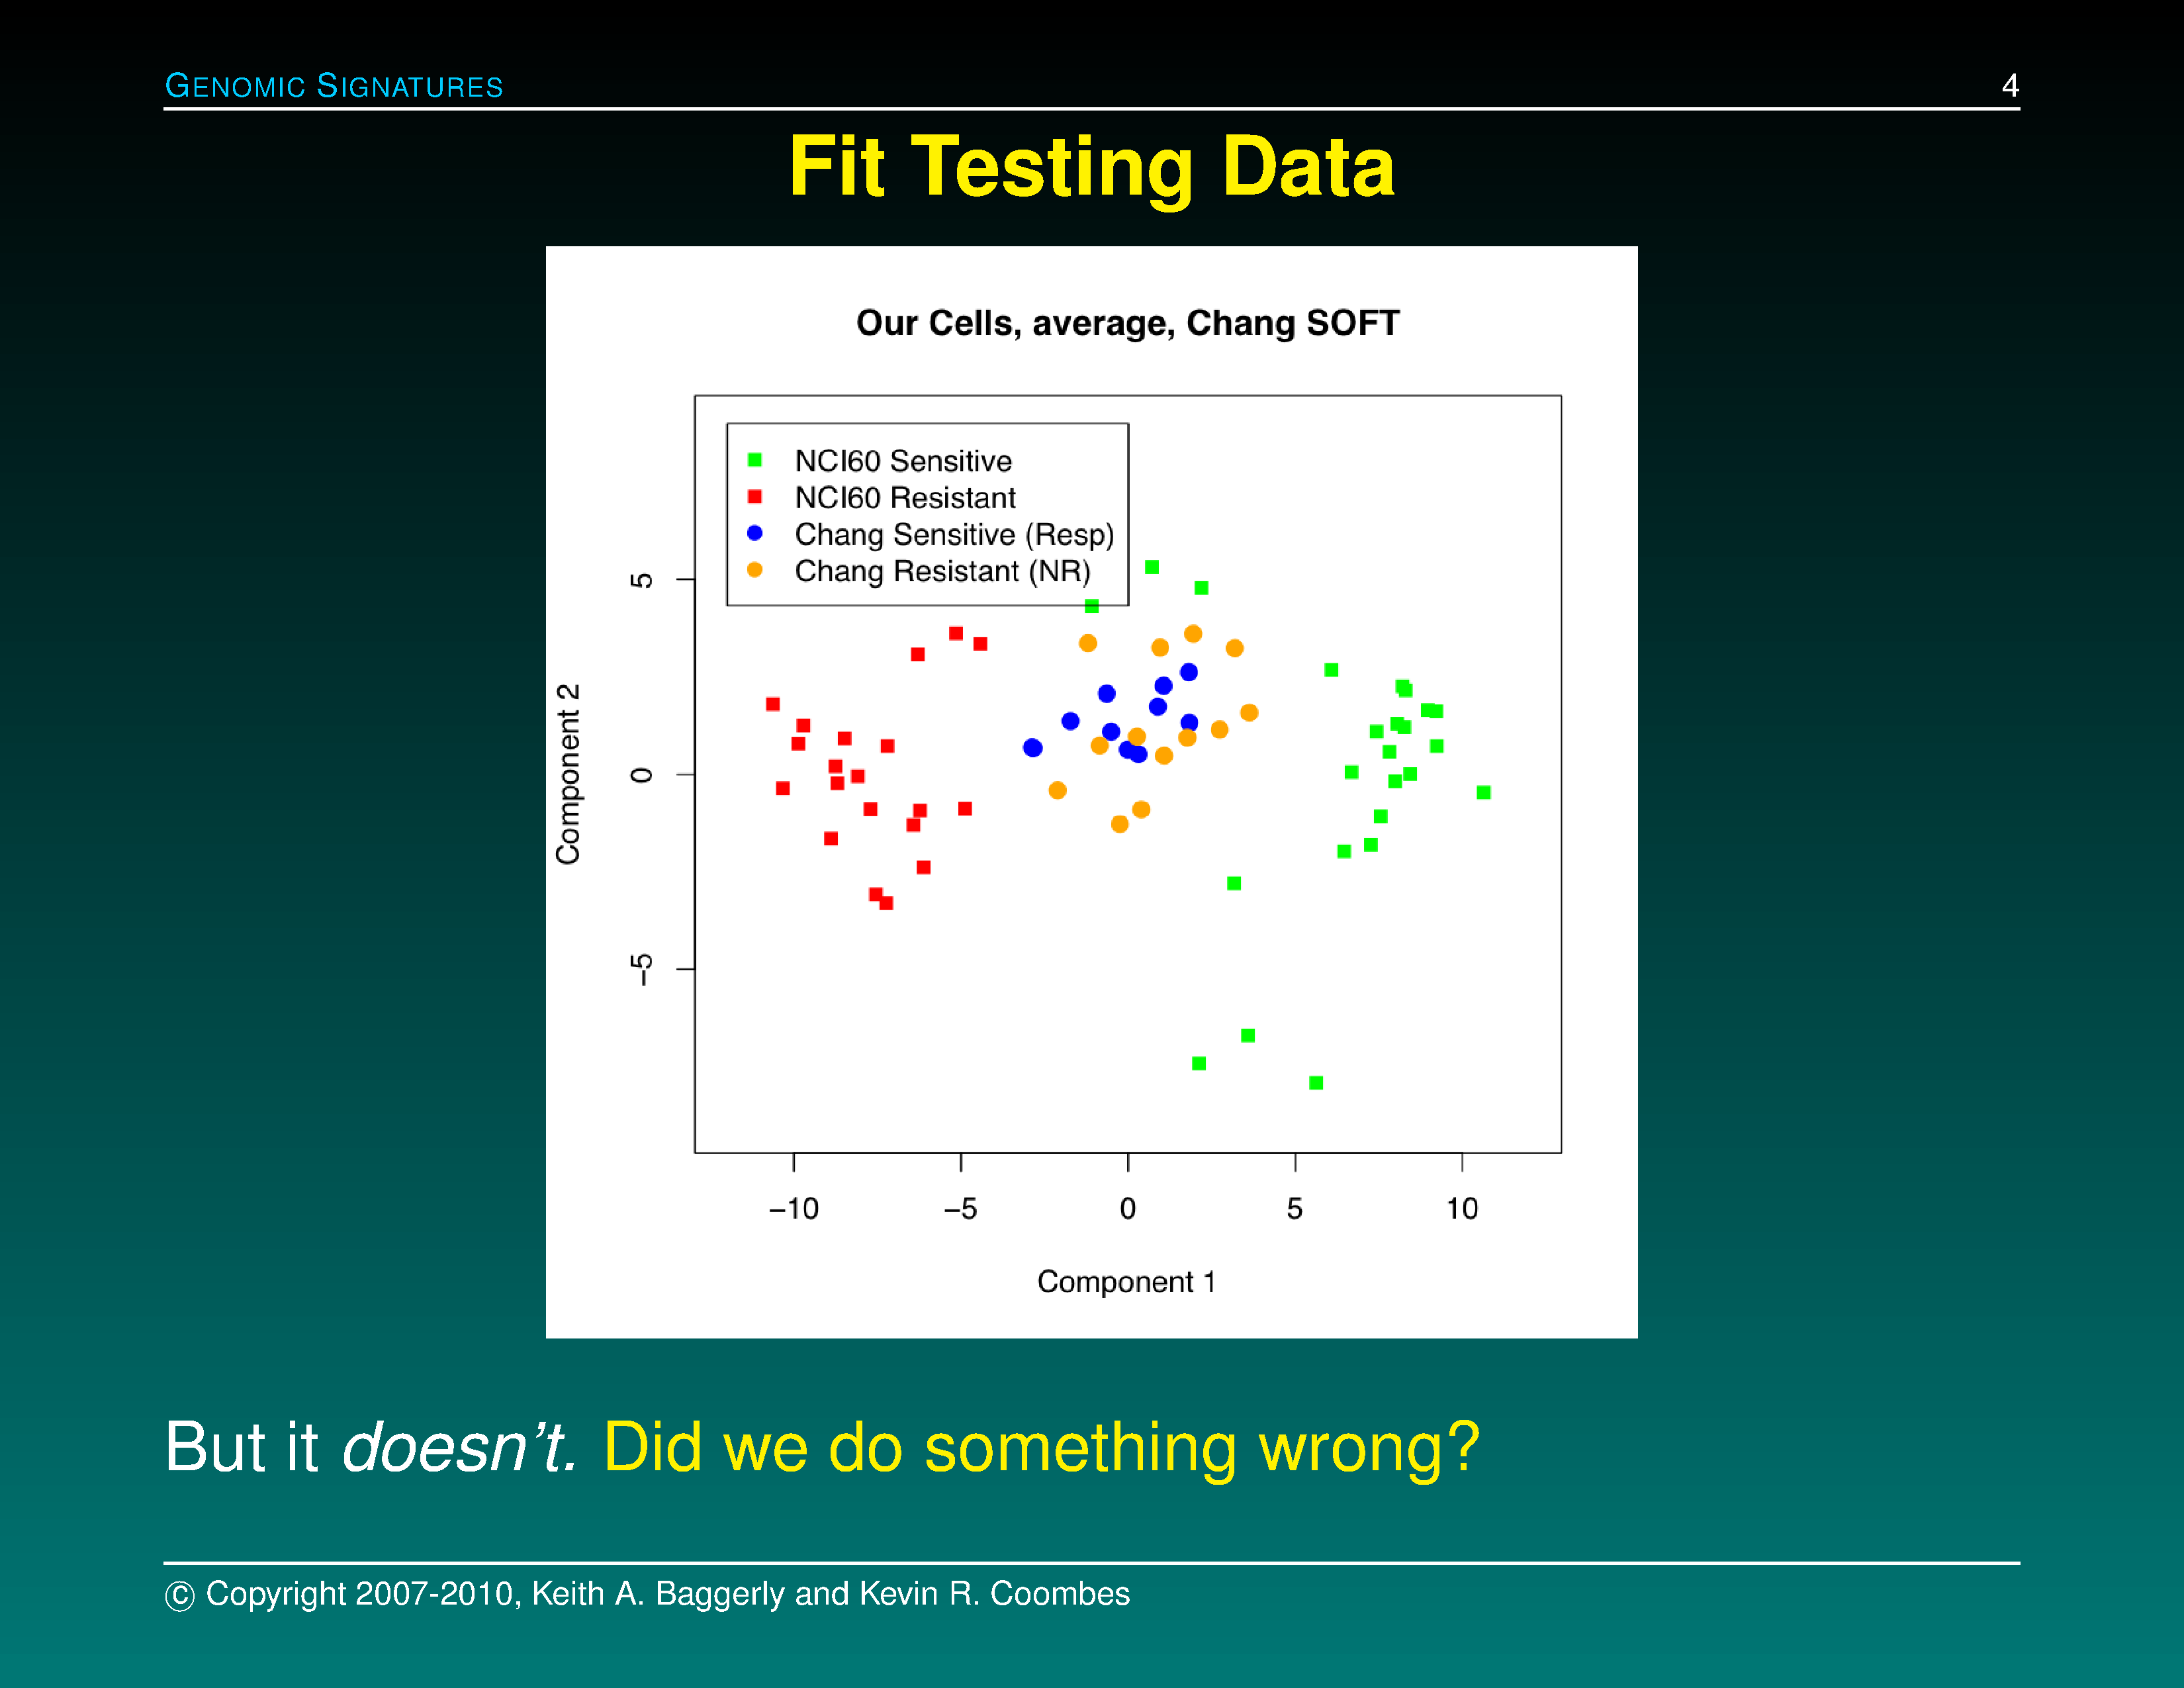 GENOMIC SIGNATURES 4
Fit Testing Data
Our Cells, average, Chang SOFT
NCI60 Sensitive
NCI60 Resistant
Chang Sensitive (Resp)
Chang Resistant (NR)
5
0
−5
Component 2
−10 −5 0 5 10
Component 1
But it doesn't. Did we do something wrong?
© Copyright 2007-2010, Keith A. Baggerly and Kevin R. Coombes